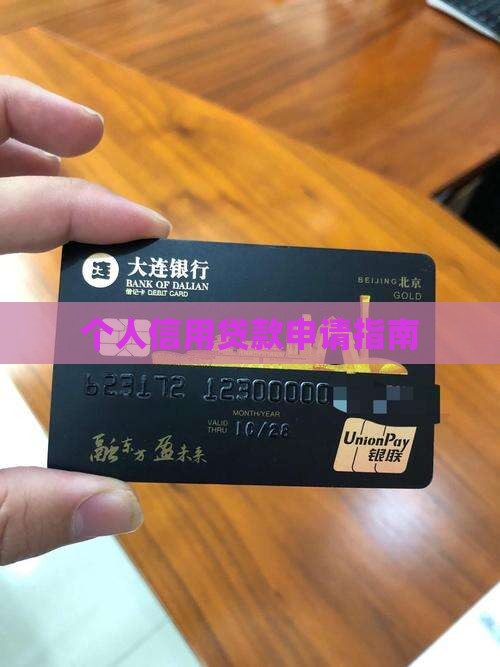 大连银行
BANK OF DALIAN
借记卡 DEBIT CARD
BEIJING 北京
GOLD
个人信用贷款申请指南
MONTH/YEAR
VALID THRU 10/28
融东方 盈未来
UnionPay
银联